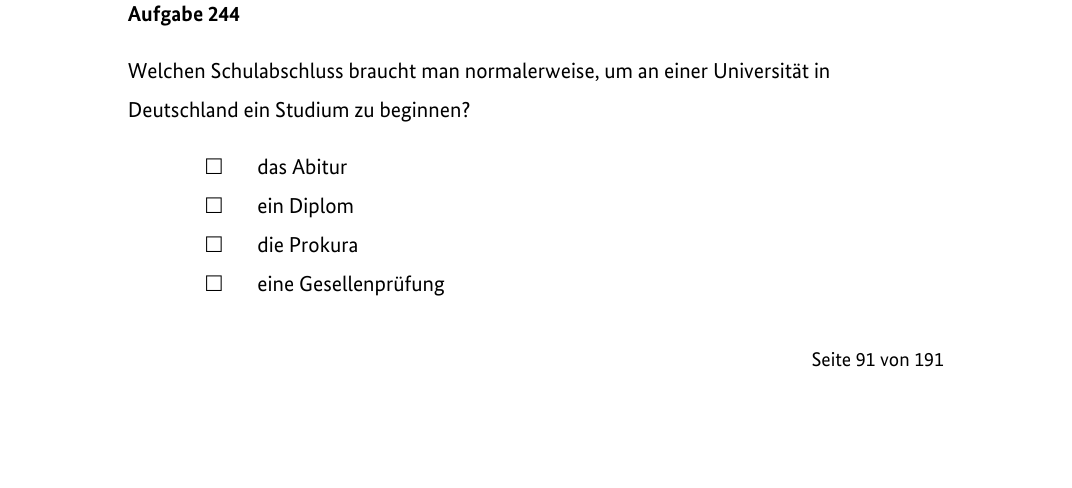 Aufgabe 244
Welchen Schulabschluss braucht man normalerweise, um an einer Universität in
Deutschland ein Studium zu beginnen?
☐ das Abitur
☐ ein Diplom
☐ die Prokura
☐ eine Gesellenprüfung
Seite 91 von 191